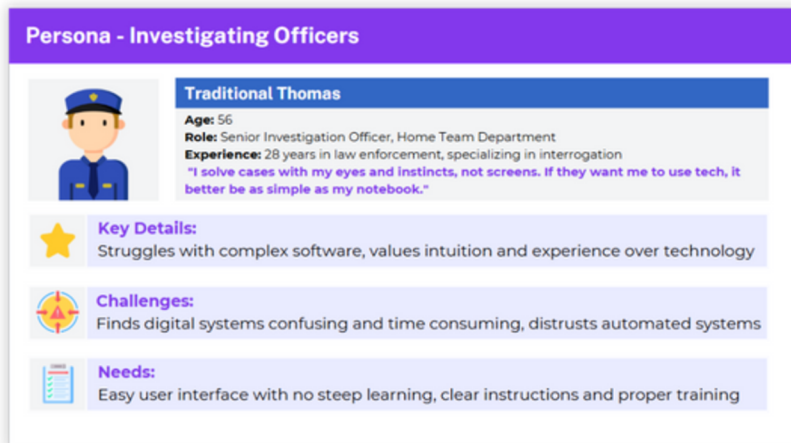 Persona - Investigating Officers
Traditional Thomas
Age: 56
Role: Senior Investigation Officer, Home Team Department
Experience: 28 years in law enforcement, specializing in interrogation
"I solve cases with my eyes and instincts, not screens. If they want me to use tech, it
better be as simple as my notebook."
Key Details:
Struggles with complex software, values intuition and experience over technology
Challenges:
Finds digital systems confusing and time consuming, distrusts automated systems
Needs:
Easy user interface with no steep learning, clear instructions and proper training